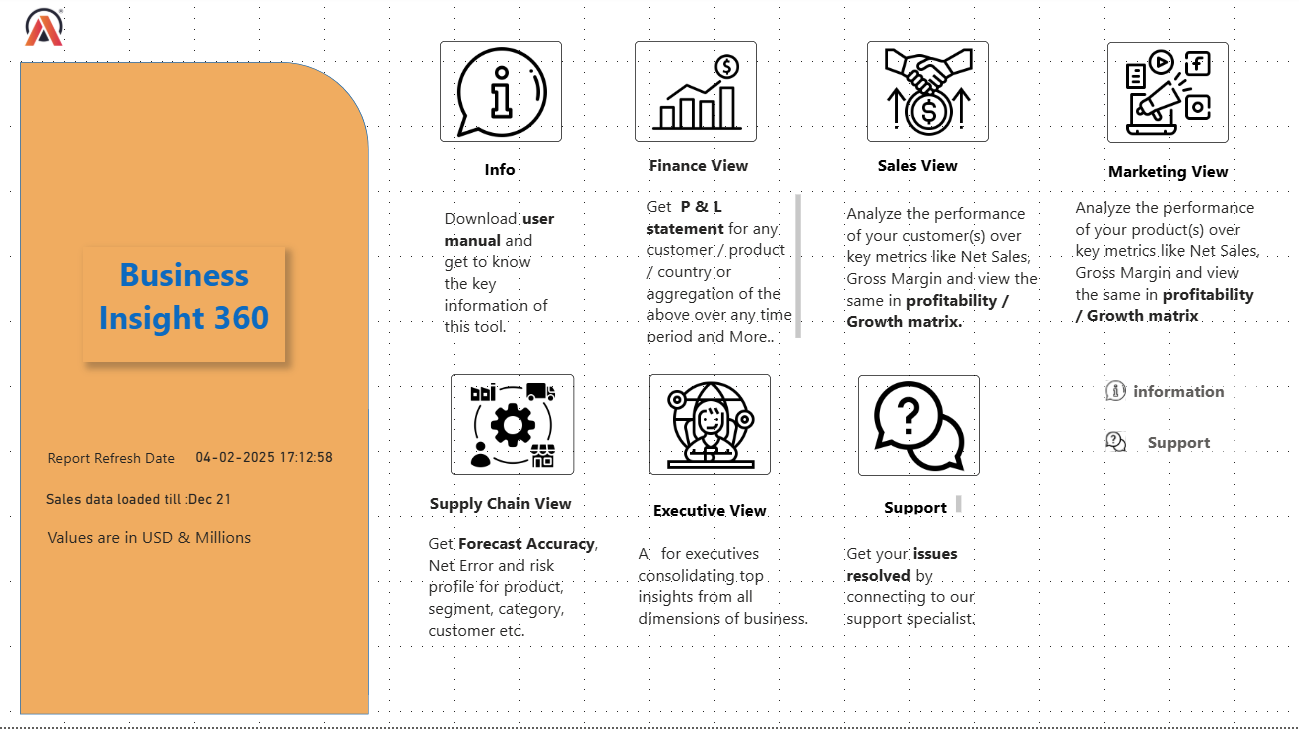 Business
Insight 360
Report Refresh Date 04-02-2025 17:12:58
Sales data loaded till :Dec 21
Values are in USD & Millions
Info
Download user
manual and
get to know
the key
information of
this tool.
Finance View
Get P & L
statement for any
customer / product
/ country or
aggregation of the
above over any time
period and More..
Sales View
Analyze the performance
of your customer(s) over
key metrics like Net Sales,
Gross Margin and view the
same in profitability /
Growth matrix.
Marketing View
Analyze the performance
of your product(s) over
key metrics like Net Sales,
Gross Margin and view
the same in profitability
/ Growth matrix
Supply Chain View
Get Forecast Accuracy,
Net Error and risk
profile for product,
segment, category,
customer etc.
Executive View
A for executives
consolidating top
insights from all
dimensions of business.
Support
Get your issues
resolved by
connecting to our
support specialist.
information
Support